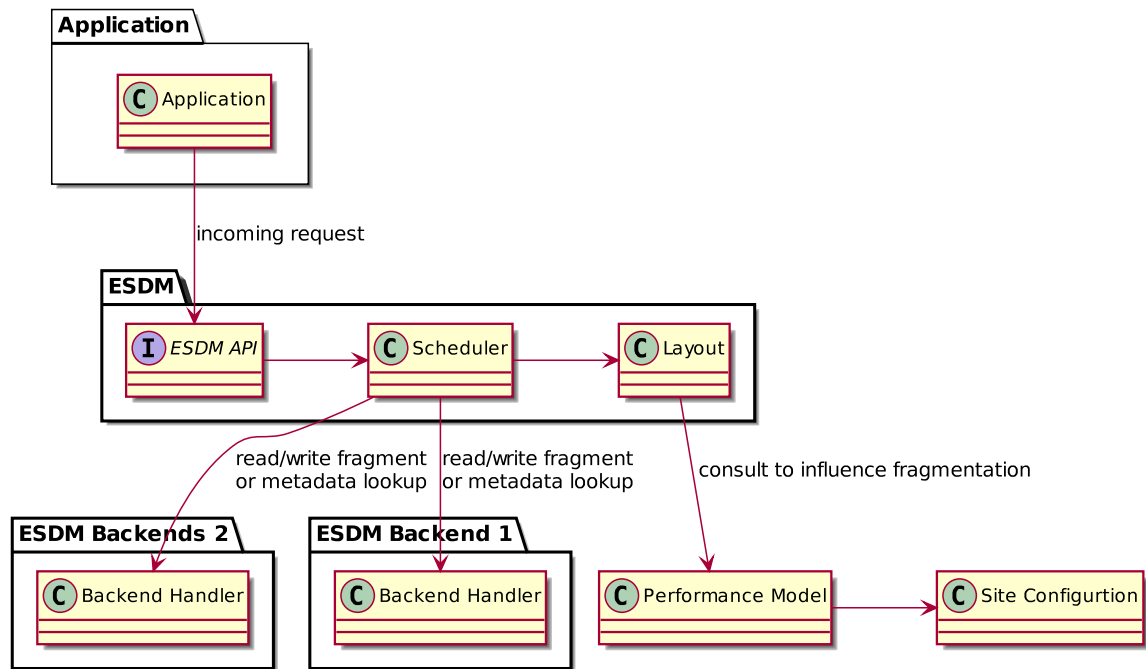 Application
C Application
incoming request
ESDM
I ESDM API
C Scheduler
C Layout
read/write fragment
or metadata lookup
read/write fragment
or metadata lookup
consult to influence fragmentation
ESDM Backends 2
ESDM Backend 1
C Backend Handler
C Backend Handler
C Performance Model
C Site Configurtion